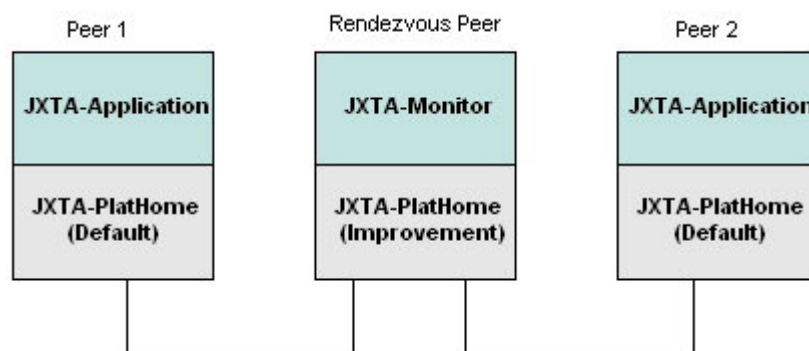 Peer 1
Rendezvous Peer
Peer 2
JXTA-Application
JXTA-Monitor
JXTA-Application
JXTA-PlatHome
(Default)
JXTA-PlatHome
(Improvement)
JXTA-PlatHome
(Default)